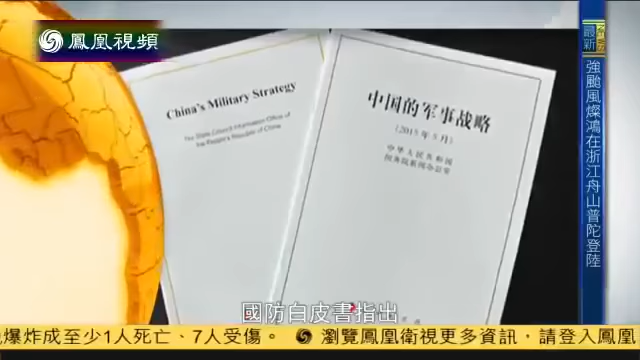 鳳凰視頻
China's Military Strategy
The State Council Information Office of
the People's Republic of China
中国的军事战略
(2015年5月)
中华人民共和国
国务院新闻办公室
最新
強颱風燦鴻在浙江舟山普陀登陸
國防白皮書指出
爆炸成至少1人死亡、7人受傷。 瀏覽鳳凰衛視更多資訊,請登入鳳凰